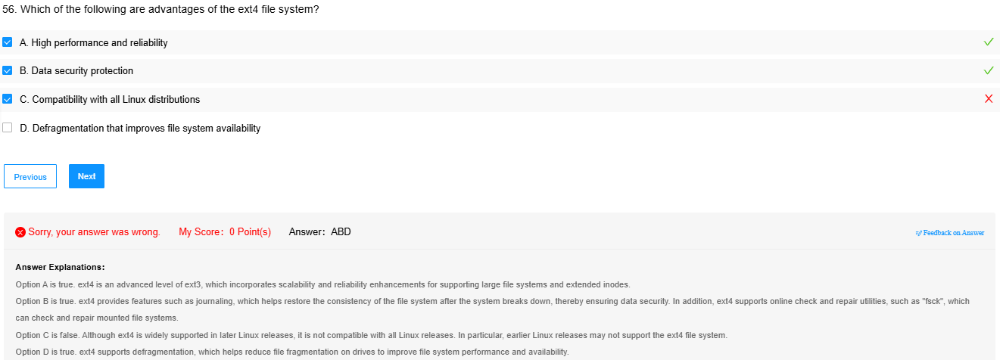 56. Which of the following are advantages of the ext4 file system?
A. High performance and reliability
B. Data security protection
C. Compatibility with all Linux distributions
D. Defragmentation that improves file system availability
Previous Next
Sorry, your answer was wrong. My Score: 0 Point(s) Answer: ABD Feedback on Answer
Answer Explanations:
Option A is true. ext4 is an advanced level of ext3, which incorporates scalability and reliability enhancements for supporting large file systems and extended inodes.
Option B is true. ext4 provides features such as journaling, which helps restore the consistency of the file system after the system breaks down, thereby ensuring data security. In addition, ext4 supports online check and repair utilities, such as "fsck", which
can check and repair mounted file systems.
Option C is false. Although ext4 is widely supported in later Linux releases, it is not compatible with all Linux releases. In particular, earlier Linux releases may not support the ext4 file system.
Option D is true. ext4 supports defragmentation, which helps reduce file fragmentation on drives to improve file system performance and availability.